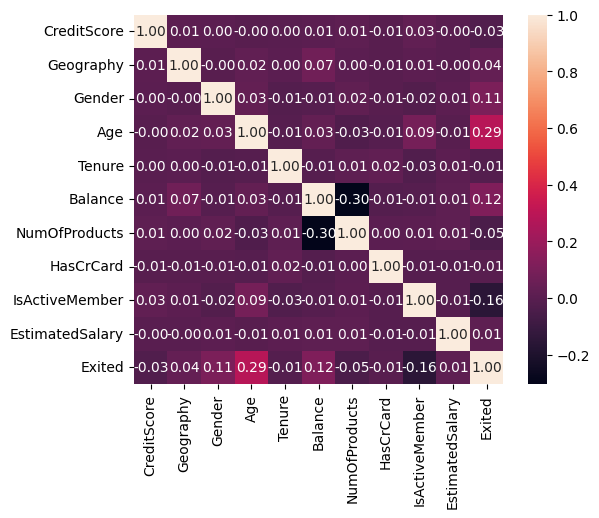 CreditScore 1.00 0.01 0.00 -0.00 0.00 0.01 0.01 -0.01 0.03 -0.00 -0.03
Geography 0.01 1.00 -0.00 0.02 0.00 0.07 0.00 -0.01 0.01 -0.00 0.04
Gender 0.00 -0.00 1.00 0.03 -0.01 -0.01 0.02 -0.01 -0.02 0.01 0.11
Age -0.00 0.02 0.03 1.00 -0.01 0.03 -0.03 -0.01 0.09 -0.01 0.29
Tenure 0.00 0.00 -0.01 -0.01 1.00 -0.01 0.01 0.02 -0.03 0.01 -0.01
Balance 0.01 0.07 -0.01 0.03 -0.01 1.00 -0.30 -0.01 -0.01 0.01 0.12
NumOfProducts 0.01 0.00 0.02 -0.03 0.01 -0.30 1.00 0.00 0.01 0.01 -0.05
HasCrCard -0.01 -0.01 -0.01 -0.01 0.02 -0.01 0.00 1.00 -0.01 -0.01 -0.01
IsActiveMember 0.03 0.01 -0.02 0.09 -0.03 -0.01 0.01 -0.01 1.00 -0.01 -0.16
EstimatedSalary -0.00 -0.00 0.01 -0.01 0.01 0.01 0.01 -0.01 -0.01 1.00 0.01
Exited -0.03 0.04 0.11 0.29 -0.01 0.12 -0.05 -0.01 -0.16 0.01 1.00
CreditScore
Geography
Gender
Age
Tenure
Balance
NumOfProducts
HasCrCard
IsActiveMember
EstimatedSalary
Exited
1.0
0.8
0.6
0.4
0.2
0.0
−0.2